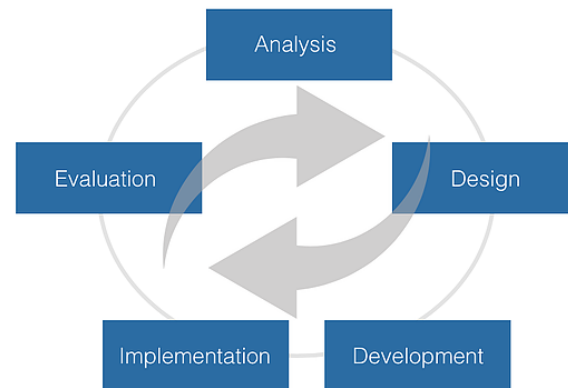 Analysis
Evaluation
Design
Implementation
Development